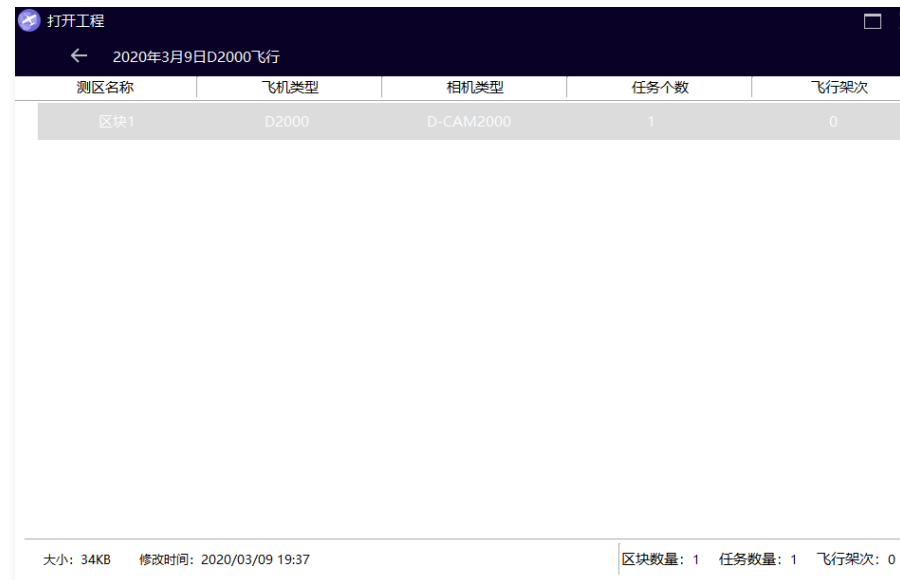 打开工程
2020年3月9日D2000飞行
测区名称 飞机类型 相机类型 任务个数 飞行架次
区块1 D2000 D-CAM2000 1 0
大小：34KB 修改时间：2020/03/09 19:37 区块数量：1 任务数量：1 飞行架次：0